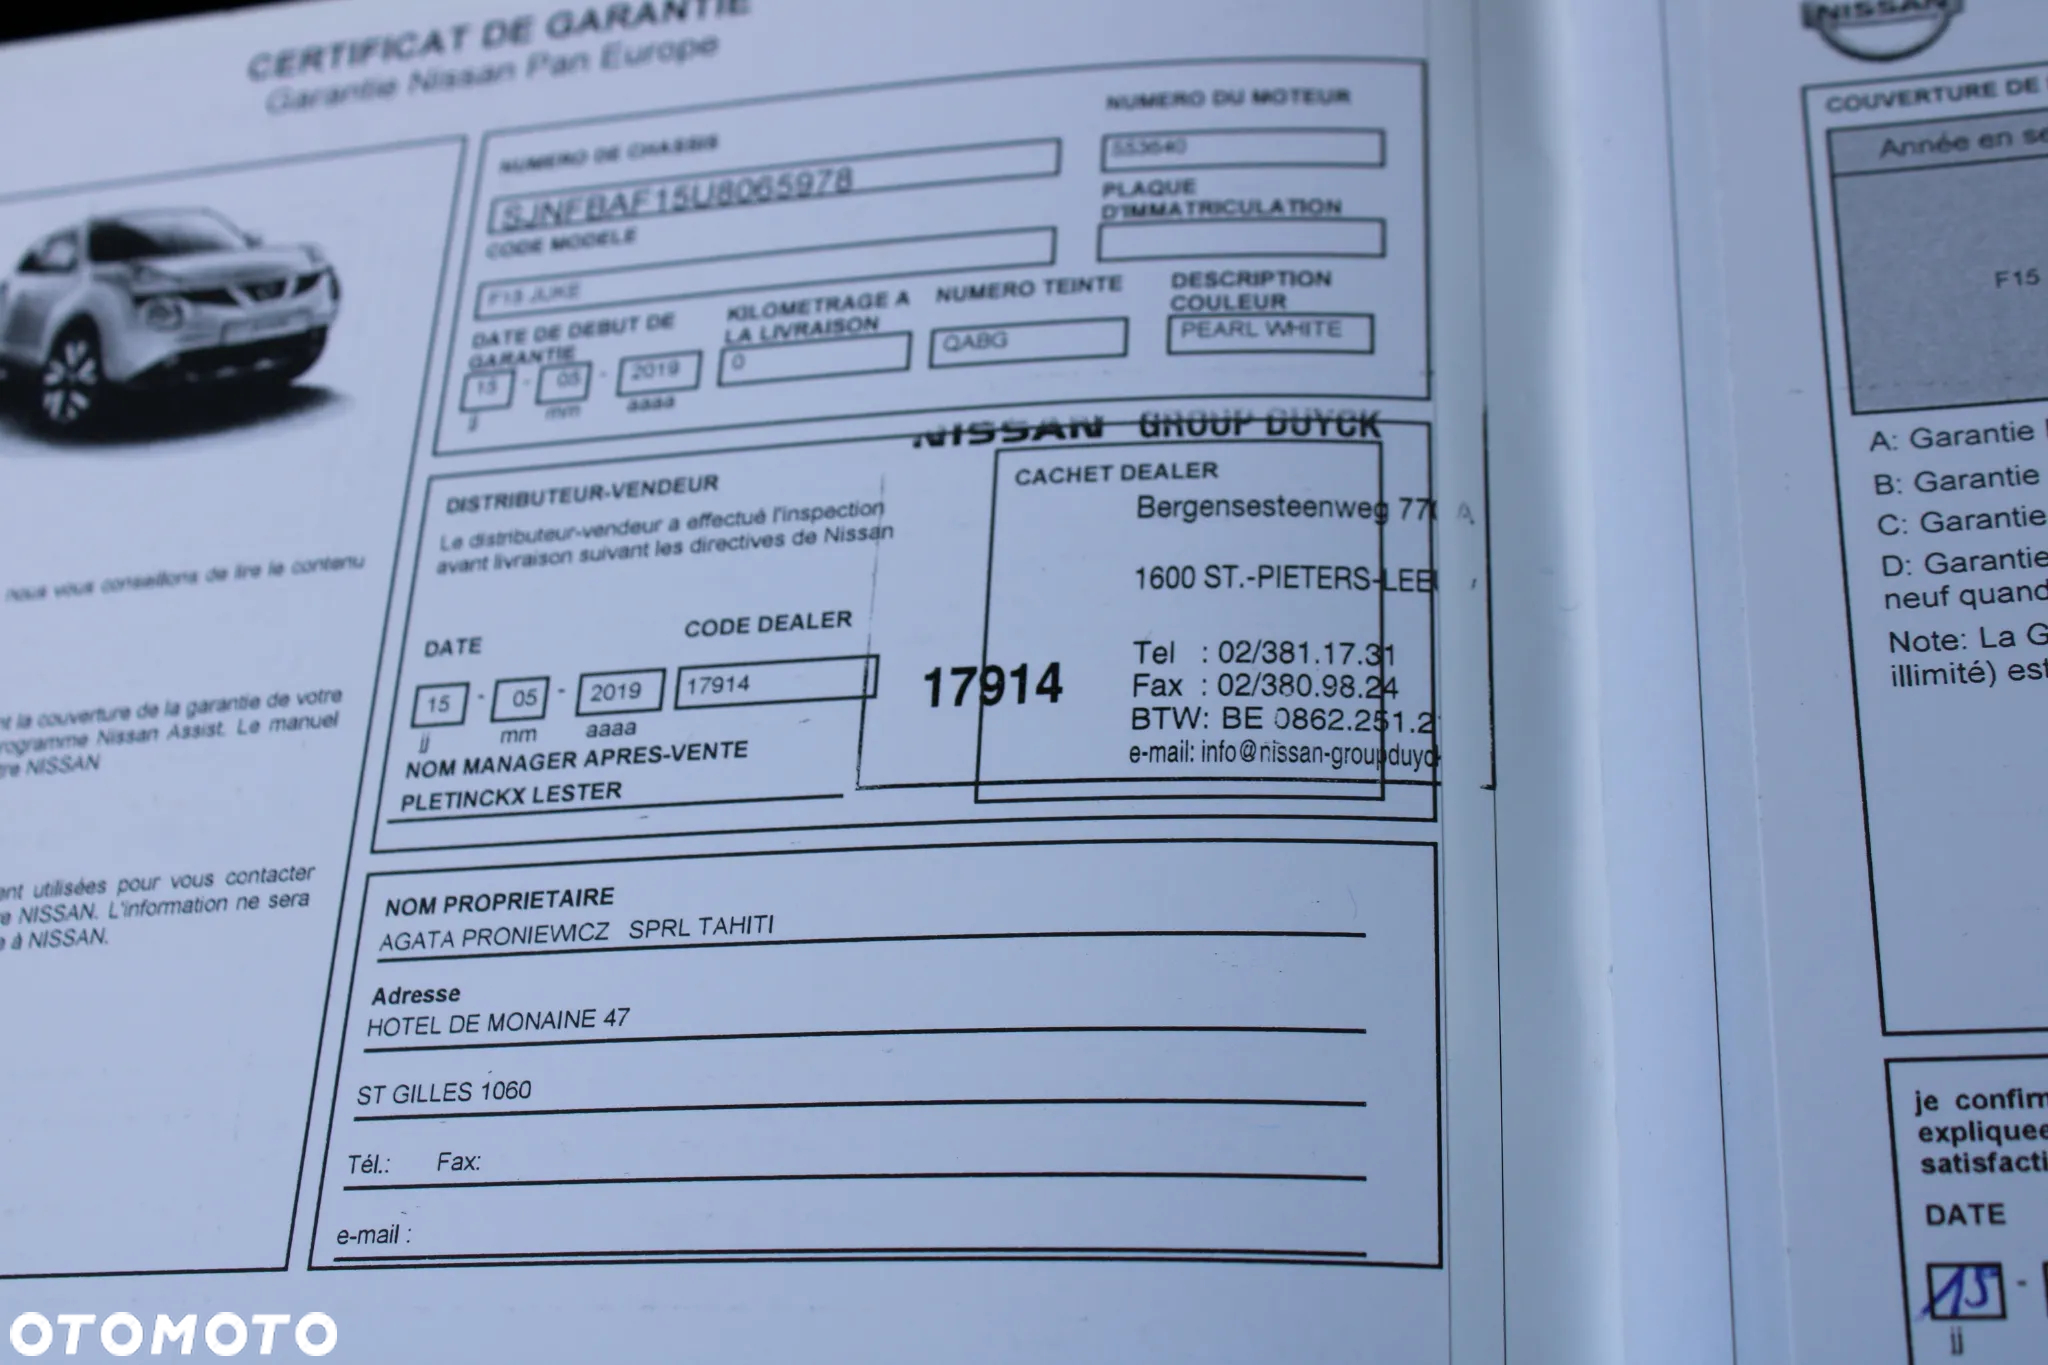 CERTIFICAT DE GARANTIE
Garantie Nissan Pan Europe
NUMERO DE CHASSIS
SJNFBAF15U8065978
NUMERO DU MOTEUR
553640
CODE MODELE
F15 JUKE
PLAQUE
D'IMMATRICULATION
DATE DE DEBUT DE
GARANTIE
15 - 05 - 2019
jj mm aaaa
KILOMETRAGE A
LA LIVRAISON
0
NUMERO TEINTE
QABG
DESCRIPTION
COULEUR
PEARL WHITE
nous vous conseillons de lire le contenu
la couverture de la garantie de votre
programme Nissan Assist. Le manuel
NISSAN
utilisées pour vous contacter
NISSAN. L'information ne sera
à NISSAN.
DISTRIBUTEUR-VENDEUR
Le distributeur-vendeur a effectué l'inspection
avant livraison suivant les directives de Nissan
DATE
15 - 05 - 2019
jj mm aaaa
CODE DEALER
17914
NOM MANAGER APRES-VENTE
PLETINCKX LESTER
NISSAN GROUP DUYCK
CACHET DEALER
Bergensesteenweg
1600 ST.-PIETERS-
17914
Tel : 02/381.17.31
Fax : 02/380.98.24
BTW: BE 0862.251.2
e-mail: info@nissan-groupduyc
NOM PROPRIETAIRE
AGATA PRONIEWICZ SPRL TAHITI
Adresse
HOTEL DE MONAINE 47
ST GILLES 1060
Tél.: Fax:
e-mail :
NISSAN
COUVERTURE DE
Année en
F15
A: Garantie
B: Garantie
C: Garantie
D: Garantie
neuf quand
Note: La
illimité)
je
DATE
15 -
jj
OTOMOTO